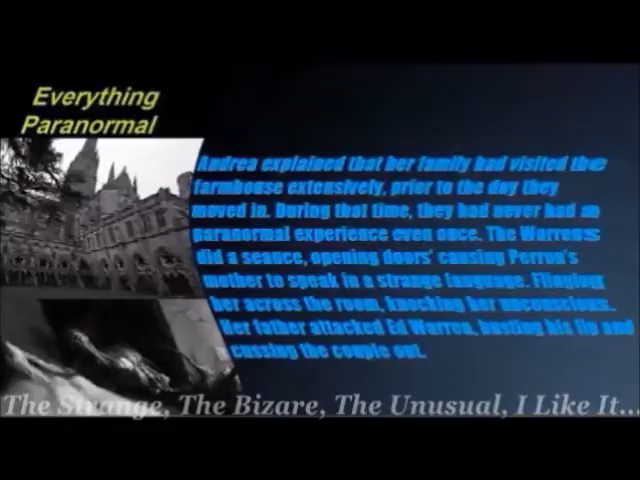 Everything
Paranormal
Andrea explained that her family had visited the
farmhouse extensively, prior to the day they
moved in. During that time, they had never had an
paranormal experience even once. The Warrens
did a seance, opening doors' causing Perron's
mother to speak in a strange language. Flinging
her across the room, knocking her unconscious.
Her father attacked Ed Warren, busting his lip and
cussing the couple out.
The Strange, The Bizare, The Unusual, I Like It...